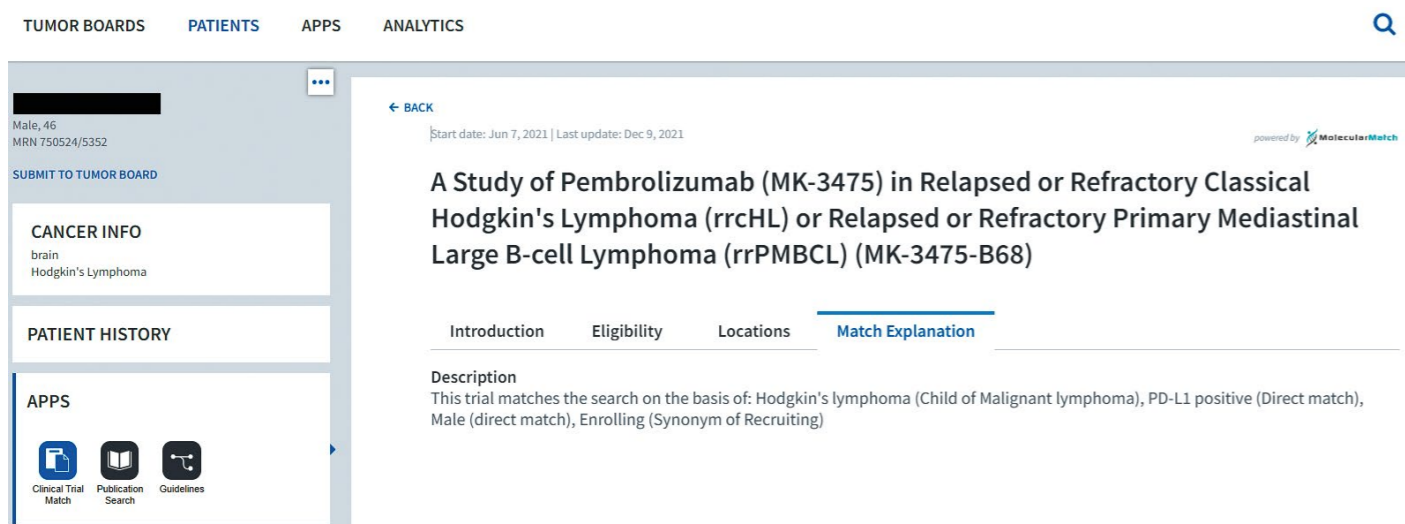 TUMOR BOARDS PATIENTS APPS ANALYTICS
•••
Male, 46
MRN 750524/5352
SUBMIT TO TUMOR BOARD
CANCER INFO
brain
Hodgkin's Lymphoma
PATIENT HISTORY
APPS
Clinical Trial
Match
Publication
Search
Guidelines
← BACK
Start date: Jun 7, 2021 | Last update: Dec 9, 2021
powered by MolecularMatch
A Study of Pembrolizumab (MK-3475) in Relapsed or Refractory Classical
Hodgkin's Lymphoma (rrcHL) or Relapsed or Refractory Primary Mediastinal
Large B-cell Lymphoma (rrPMBCL) (MK-3475-B68)
Introduction Eligibility Locations Match Explanation
Description
This trial matches the search on the basis of: Hodgkin's lymphoma (Child of Malignant lymphoma), PD-L1 positive (Direct match),
Male (direct match), Enrolling (Synonym of Recruiting)